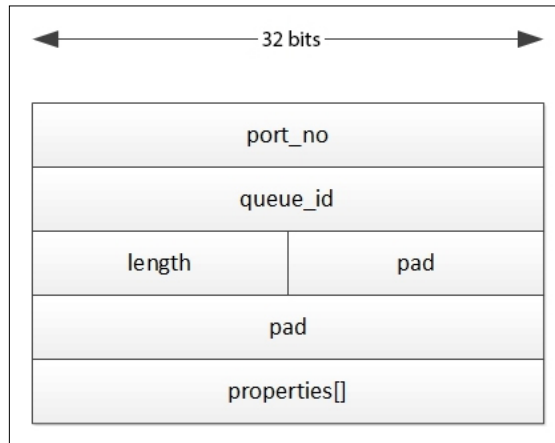 32 bits
port_no
queue_id
length pad
pad
properties[]